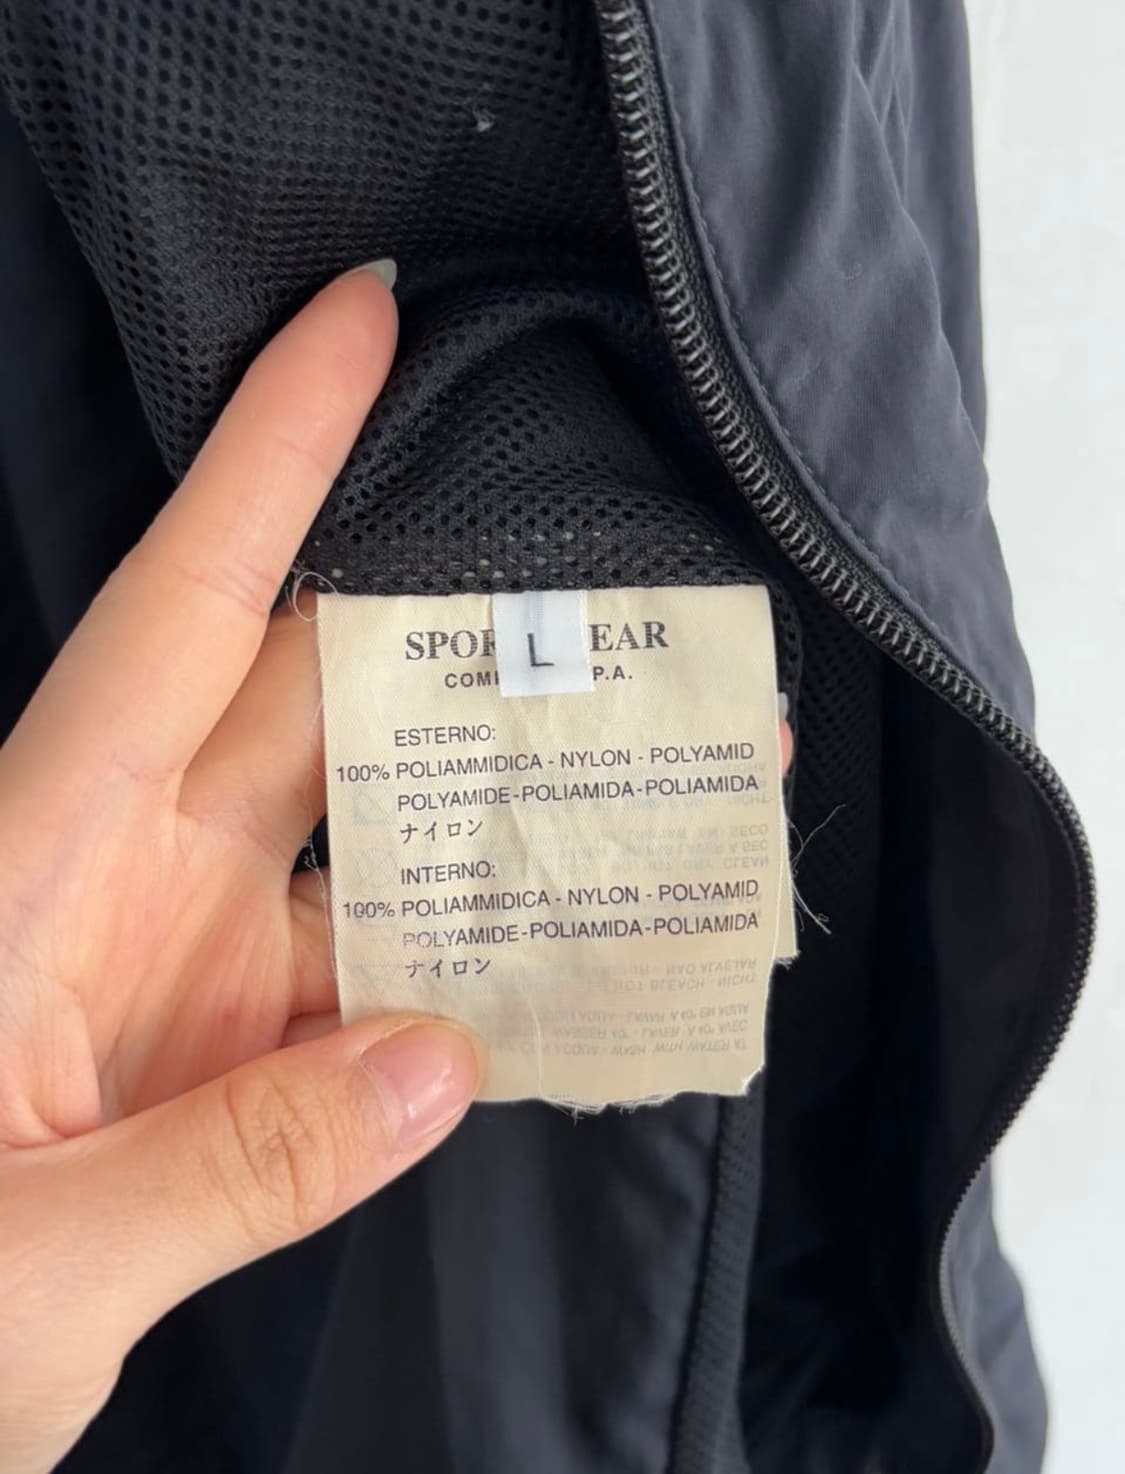 SPOR EAR
L
COM P.A.
ESTERNO:
100% POLIAMMIDICA - NYLON - POLYAMID
POLYAMIDE-POLIAMIDA-POLIAMIDA
ナイロン
INTERNO:
100% POLIAMMIDICA - NYLON - POLYAMID
POLYAMIDE-POLIAMIDA-POLIAMIDA
ナイロン